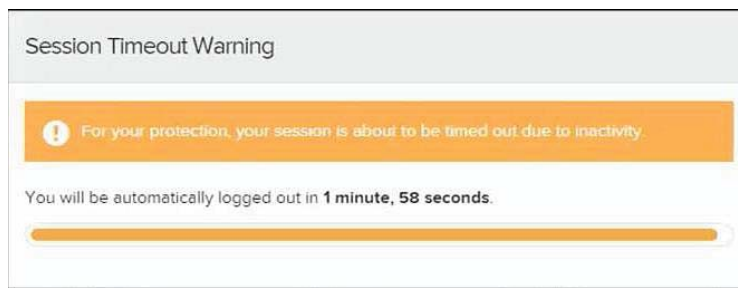 Session Timeout Warning
For your protection, your session is about to be timed out due to inactivity.
You will be automatically logged out in 1 minute, 58 seconds.